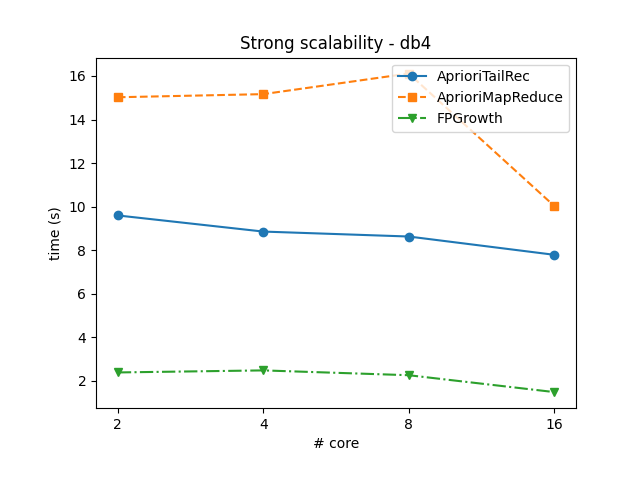 Strong scalability - db4
16
14
12
10
8
6
4
2
time (s)
AprioriTailRec
AprioriMapReduce
FPGrowth
2 4 8 16
# core